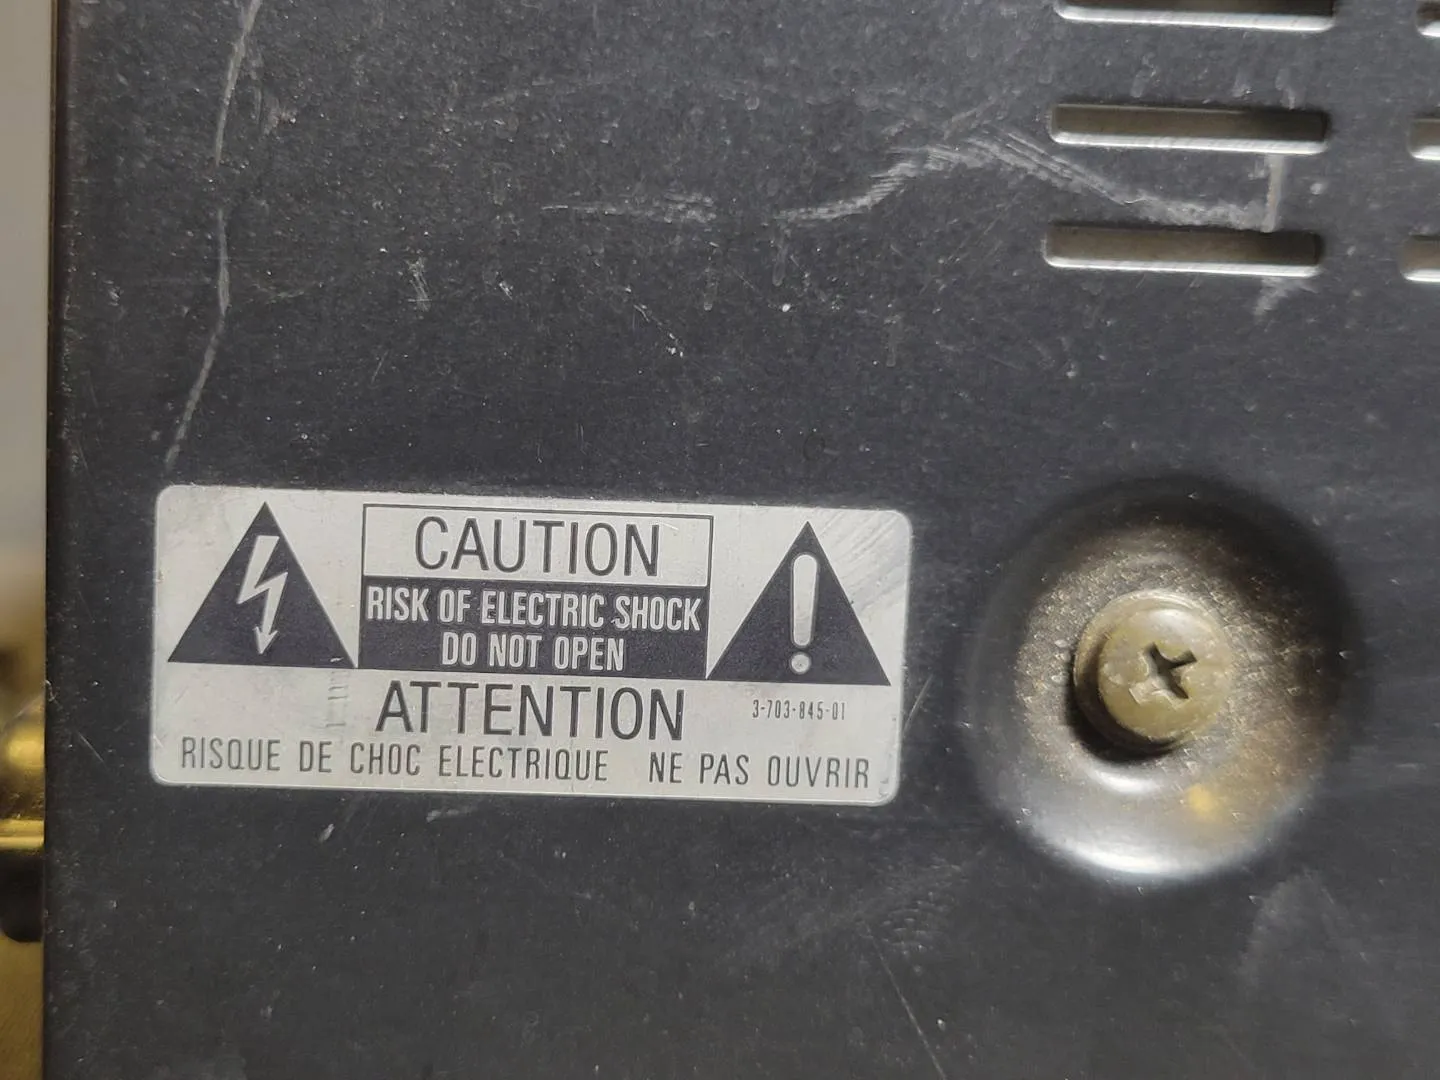 CAUTION
RISK OF ELECTRIC SHOCK
DO NOT OPEN
ATTENTION
3-703-845-01
RISQUE DE CHOC ELECTRIQUE NE PAS OUVRIR